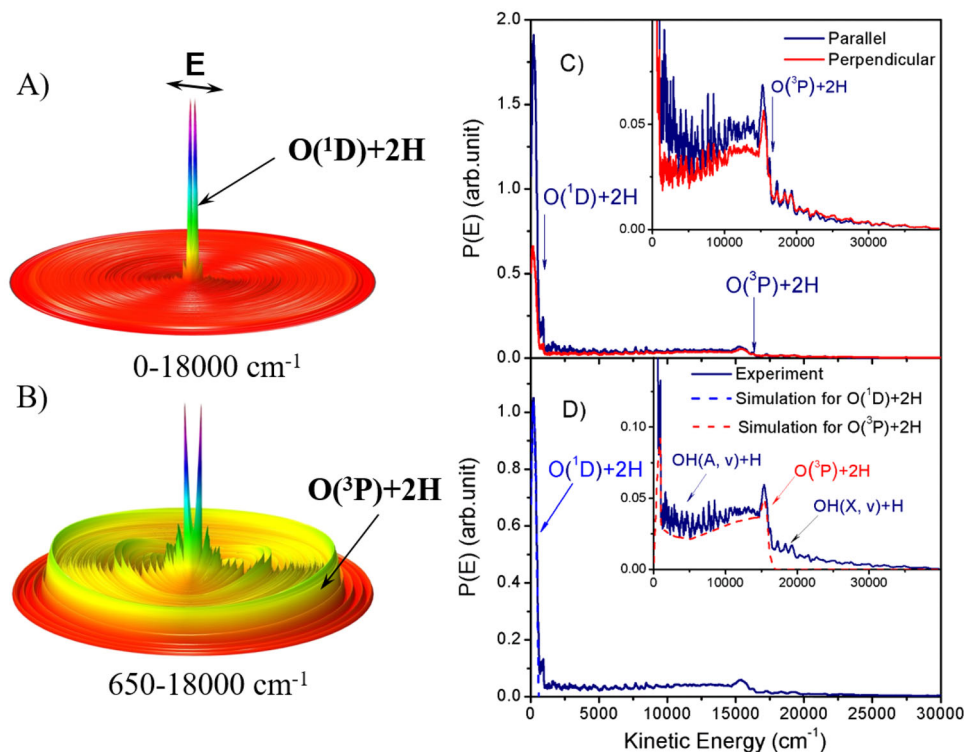 A)
E
O(¹D)+2H
0-18000 cm⁻¹
B)
O(³P)+2H
650-18000 cm⁻¹
C)
P(E) (arb.unit)
2.0
1.5
1.0
0.5
0.0
O(¹D)+2H
O(³P)+2H
Parallel
Perpendicular
O(³P)+2H
0.05
0.00
0
10000
20000
30000
D)
P(E) (arb.unit)
1.0
0.8
0.6
0.4
0.2
0.0
O(¹D)+2H
Experiment
Simulation for O(¹D)+2H
Simulation for O(³P)+2H
OH(A, v)+H
O(³P)+2H
OH(X, v)+H
0.10
0.05
0.00
0
10000
20000
30000
0
5000
10000
15000
20000
25000
30000
Kinetic Energy (cm⁻¹)